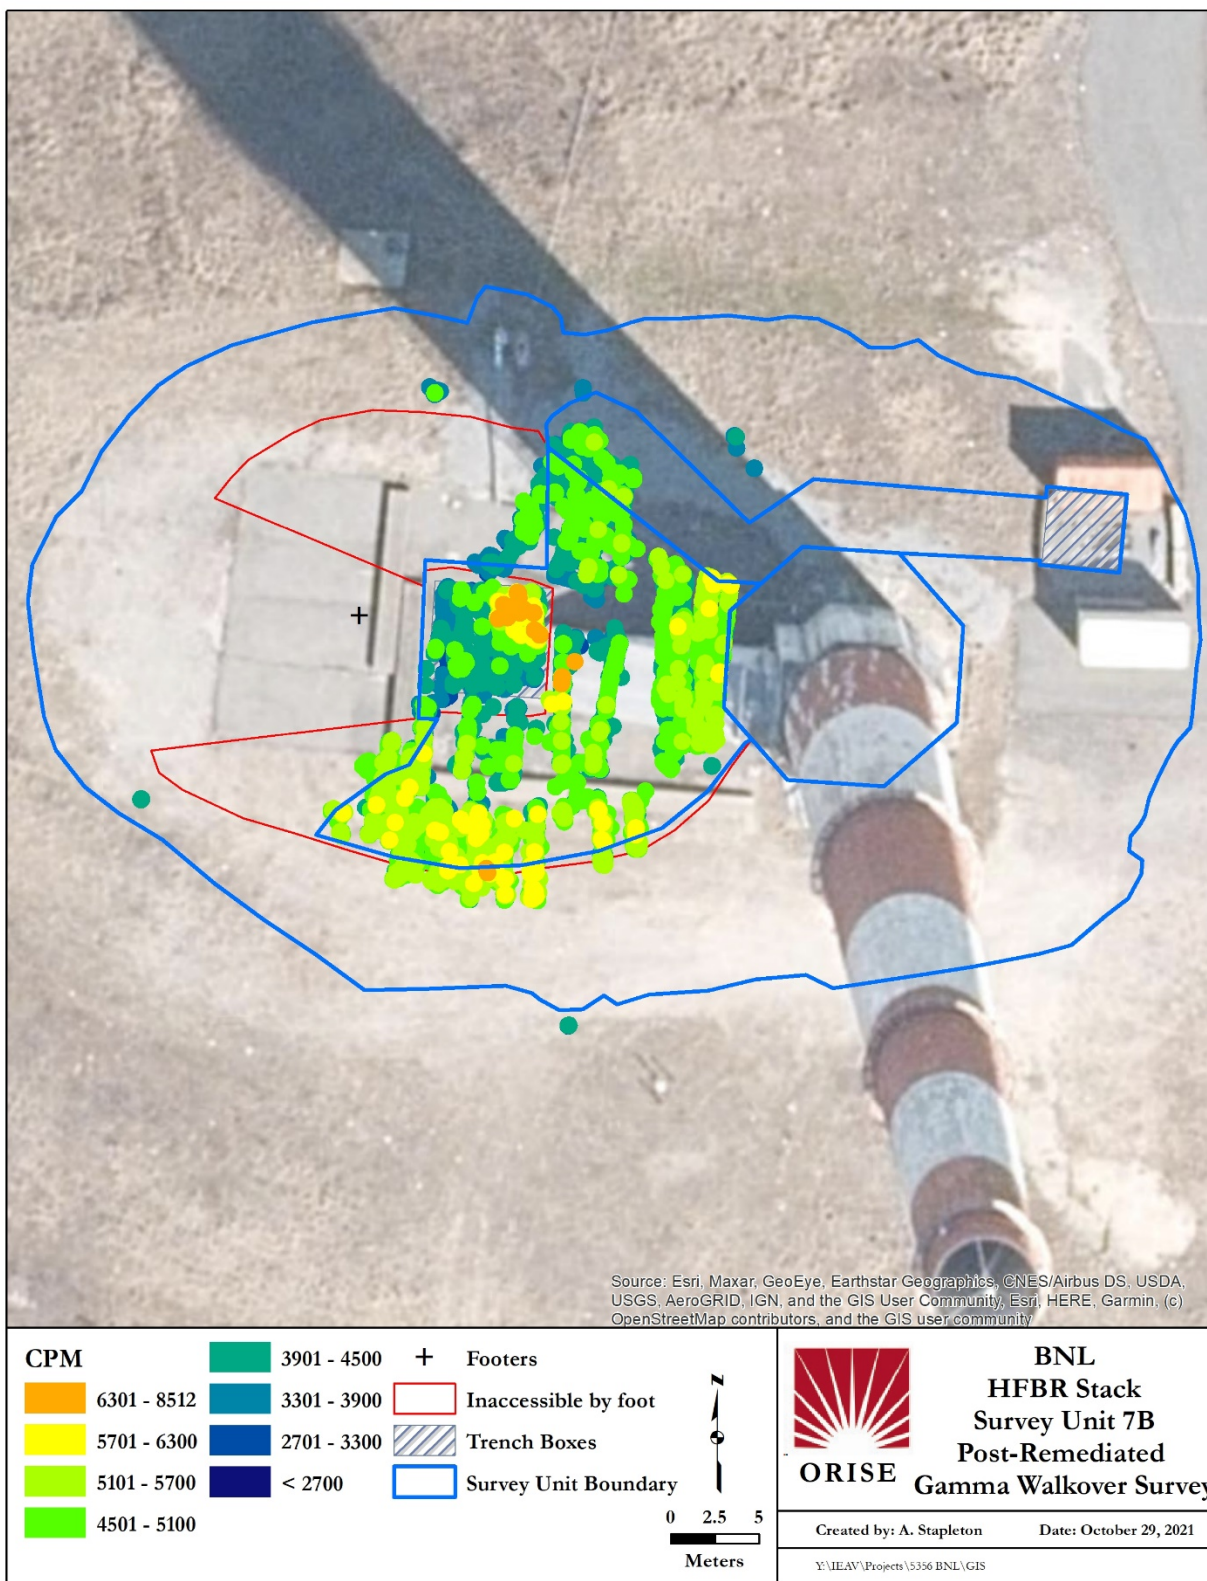 Source: Esri, Maxar, GeoEye, Earthstar Geographics, CNES/Airbus DS, USDA,
USGS, AeroGRID, IGN, and the GIS User Community, Esri, HERE, Garmin, (c)
OpenStreetMap contributors, and the GIS user community
CPM
6301 - 8512
5701 - 6300
5101 - 5700
4501 - 5100
3901 - 4500
3301 - 3900
2701 - 3300
< 2700
+ Footers
Inaccessible by foot
Trench Boxes
Survey Unit Boundary
N
0 2.5 5
Meters
ORISE
BNL
HFBR Stack
Survey Unit 7B
Post-Remediated
Gamma Walkover Survey
Created by: A. Stapleton Date: October 29, 2021
Y:\IEAV\Projects\5356 BNL\GIS